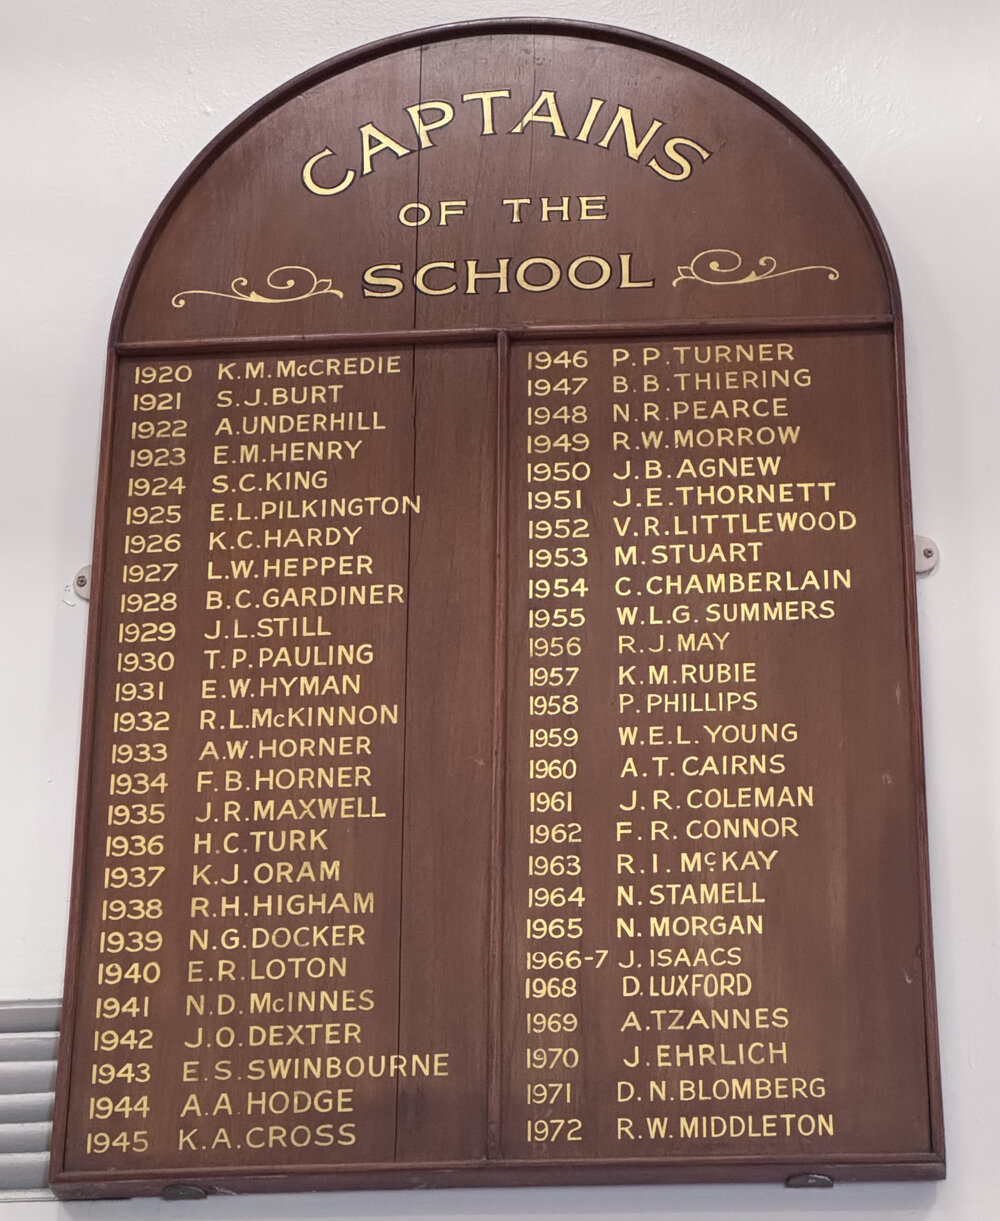 CAPTAINS
OF THE
SCHOOL
1920 K.M.McCREDIE
1921 S.J.BURT
1922 A.UNDERHILL
1923 E.M.HENRY
1924 S.C.KING
1925 E.L.PILKINGTON
1926 K.C.HARDY
1927 L.W.HEPPER
1928 B.C.GARDINER
1929 J.L.STILL
1930 T.P.PAULING
1931 E.W.HYMAN
1932 R.L.McKINNON
1933 A.W.HORNER
1934 F.B.HORNER
1935 J.R.MAXWELL
1936 H.C.TURK
1937 K.J.ORAM
1938 R.H.HIGHAM
1939 N.G.DOCKER
1940 E.R.LOTON
1941 N.D.McINNES
1942 J.O.DEXTER
1943 E.S.SWINBOURNE
1944 A.A.HODGE
1945 K.A.CROSS
1946 P.P.TURNER
1947 B.B.THIERING
1948 N.R.PEARCE
1949 R.W.MORROW
1950 J.B.AGNEW
1951 J.E.THORNETT
1952 V.R.LITTLEWOOD
1953 M.STUART
1954 C.CHAMBERLAIN
1955 W.L.G.SUMMERS
1956 R.J.MAY
1957 K.M.RUBIE
1958 P.PHILLIPS
1959 W.E.L.YOUNG
1960 A.T.CAIRNS
1961 J.R.COLEMAN
1962 F.R.CONNOR
1963 R.I.McKAY
1964 N.STAMELL
1965 N.MORGAN
1966-7 J.ISAACS
1968 D.LUXFORD
1969 A.TZANNES
1970 J.EHRLICH
1971 D.N.BLOMBERG
1972 R.W.MIDDLETON